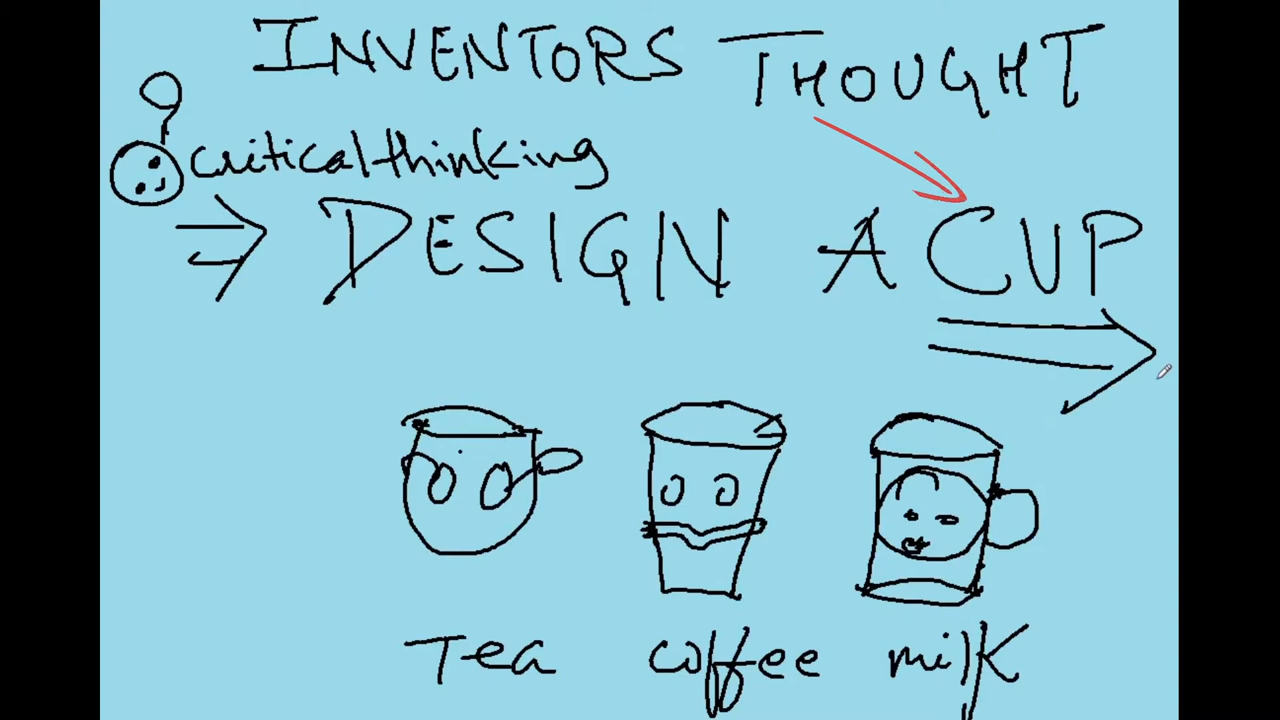 INVENTORS THOUGHT
critical thinking
DESIGN A CUP
Tea coffee milk